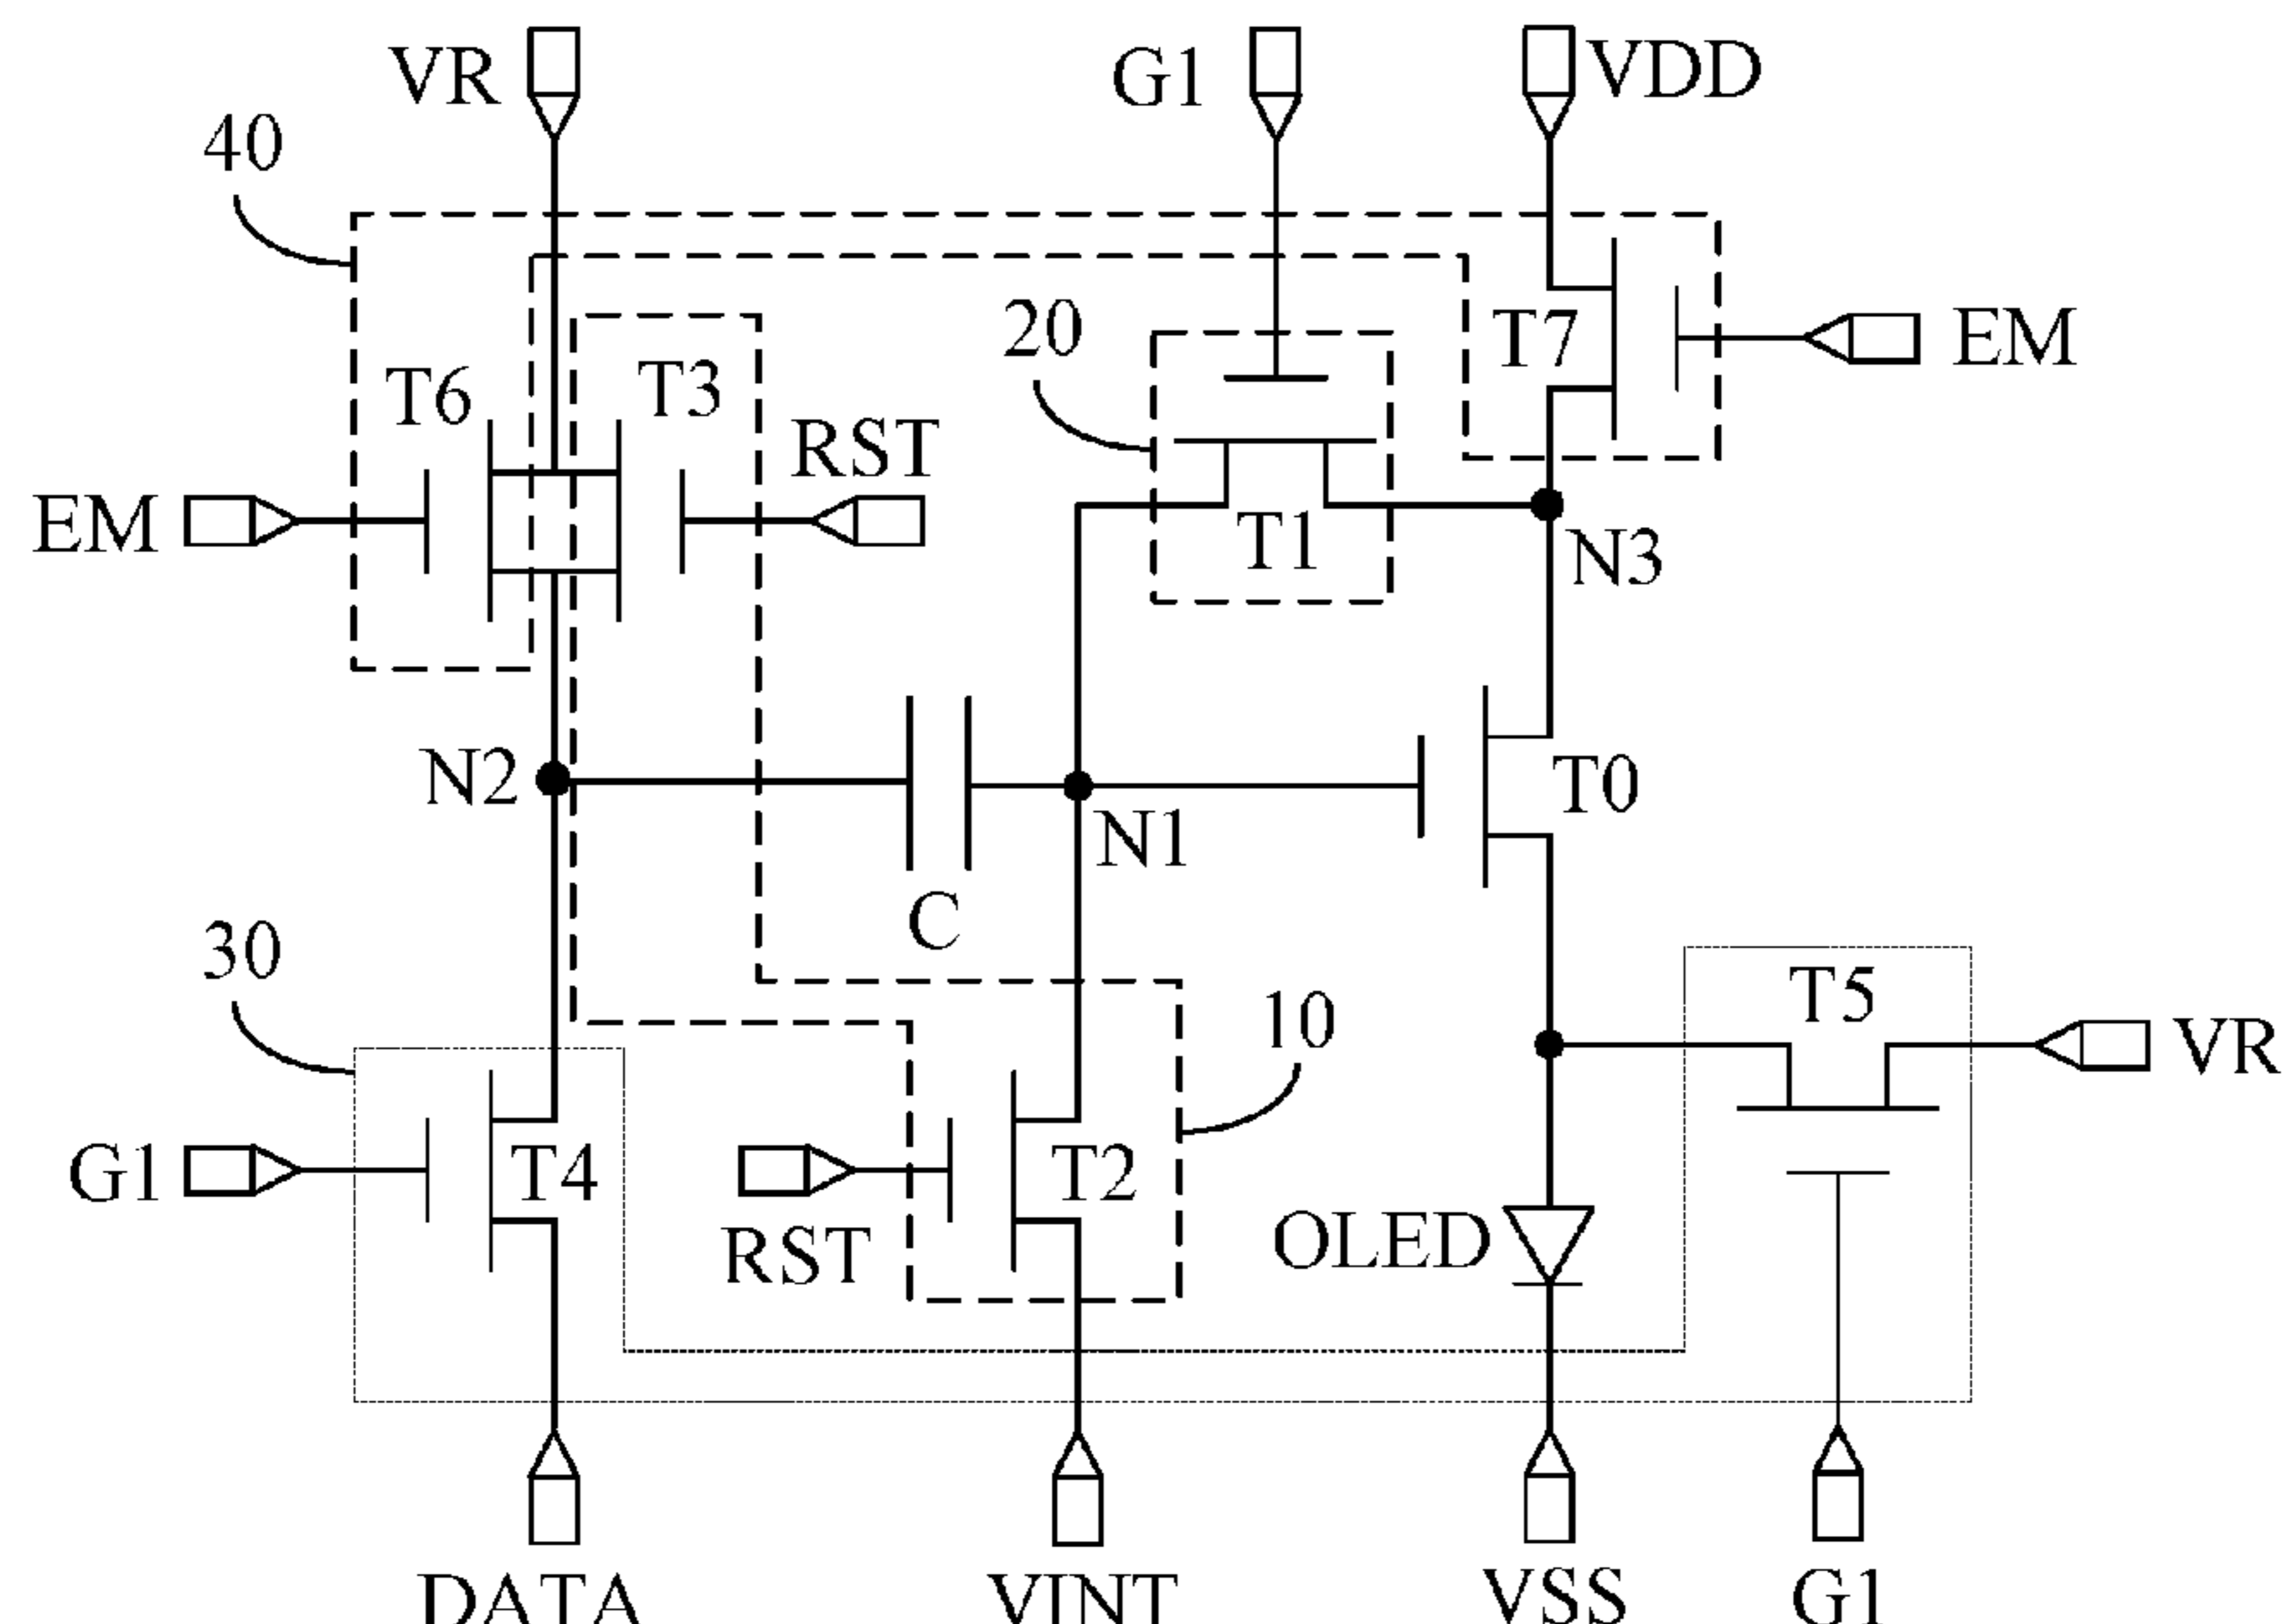 VR
G1
VDD
40
20
T7
EM
T6
T3
RST
EM
T1
N3
N2
N1
T0
C
30
T5
10
VR
G1
T4
T2
RST
OLED
DATA
VINT
VSS
G1